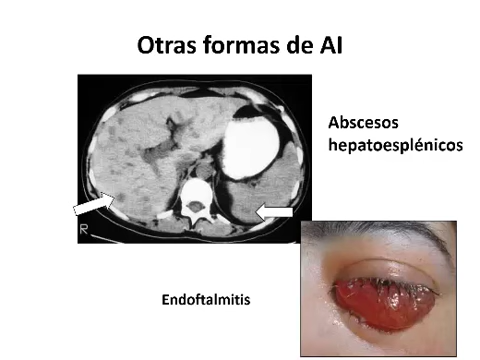 Otras formas de AI
Abscesos
hepatoesplénicos
R
Endoftalmitis